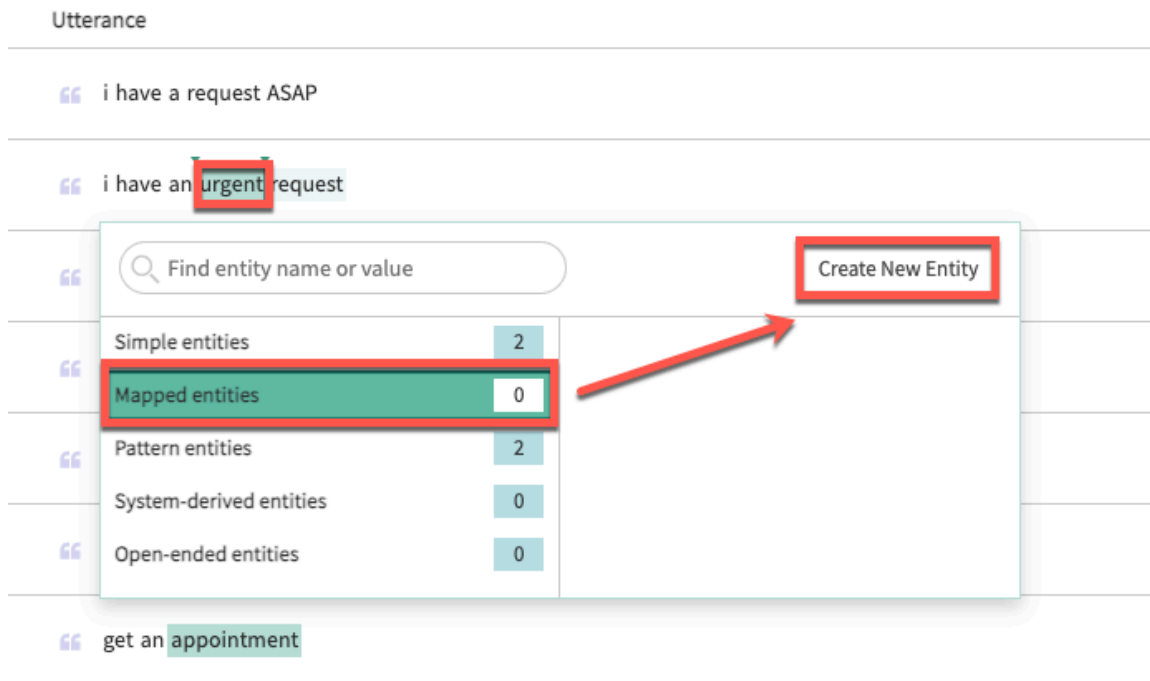 Utterance
i have a request ASAP
i have an urgent request
Find entity name or value
Create New Entity
Simple entities 2
Mapped entities 0
Pattern entities 2
System-derived entities 0
Open-ended entities 0
get an appointment